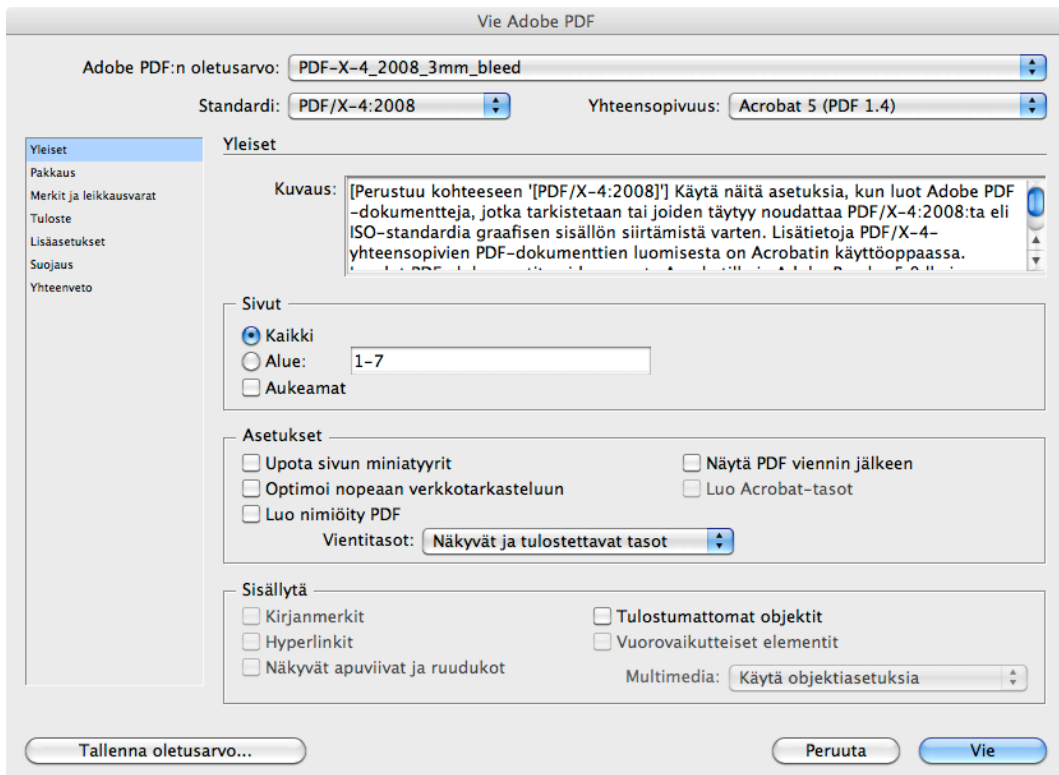 Vie Adobe PDF
Adobe PDF:n oletusarvo: PDF-X-4_2008_3mm_bleed
Standardi: PDF/X-4:2008 Yhteensopivuus: Acrobat 5 (PDF 1.4)
Yleiset
Pakkaus
Merkit ja leikkausvarat
Tuloste
Lisäasetukset
Suojaus
Yhteenveto
Yleiset
Kuvaus: [Perustuu kohteeseen '[PDF/X-4:2008]'] Käytä näitä asetuksia, kun luot Adobe PDF
-dokumentteja, jotka tarkistetaan tai joiden täytyy noudattaa PDF/X-4:2008:ta eli
ISO-standardia graafisen sisällön siirtämistä varten. Lisätietoja PDF/X-4-
yhteensopivien PDF-dokumenttien luomisesta on Acrobatin käyttöoppaassa.
Sivut
Kaikki
Alue: 1-7
Aukeamat
Asetukset
Upota sivun miniatyyrit Näytä PDF viennin jälkeen
Optimoi nopeaan verkkotarkasteluun Luo Acrobat-tasot
Luo nimiöity PDF
Vientitasot: Näkyvät ja tulostettavat tasot
Sisällytä
Kirjanmerkit Tulostumattomat objektit
Hyperlinkit Vuorovaikutteiset elementit
Näkyvät apuviivat ja ruudukot Multimedia: Käytä objektiasetuksia
Tallenna oletusarvo... Peruuta Vie